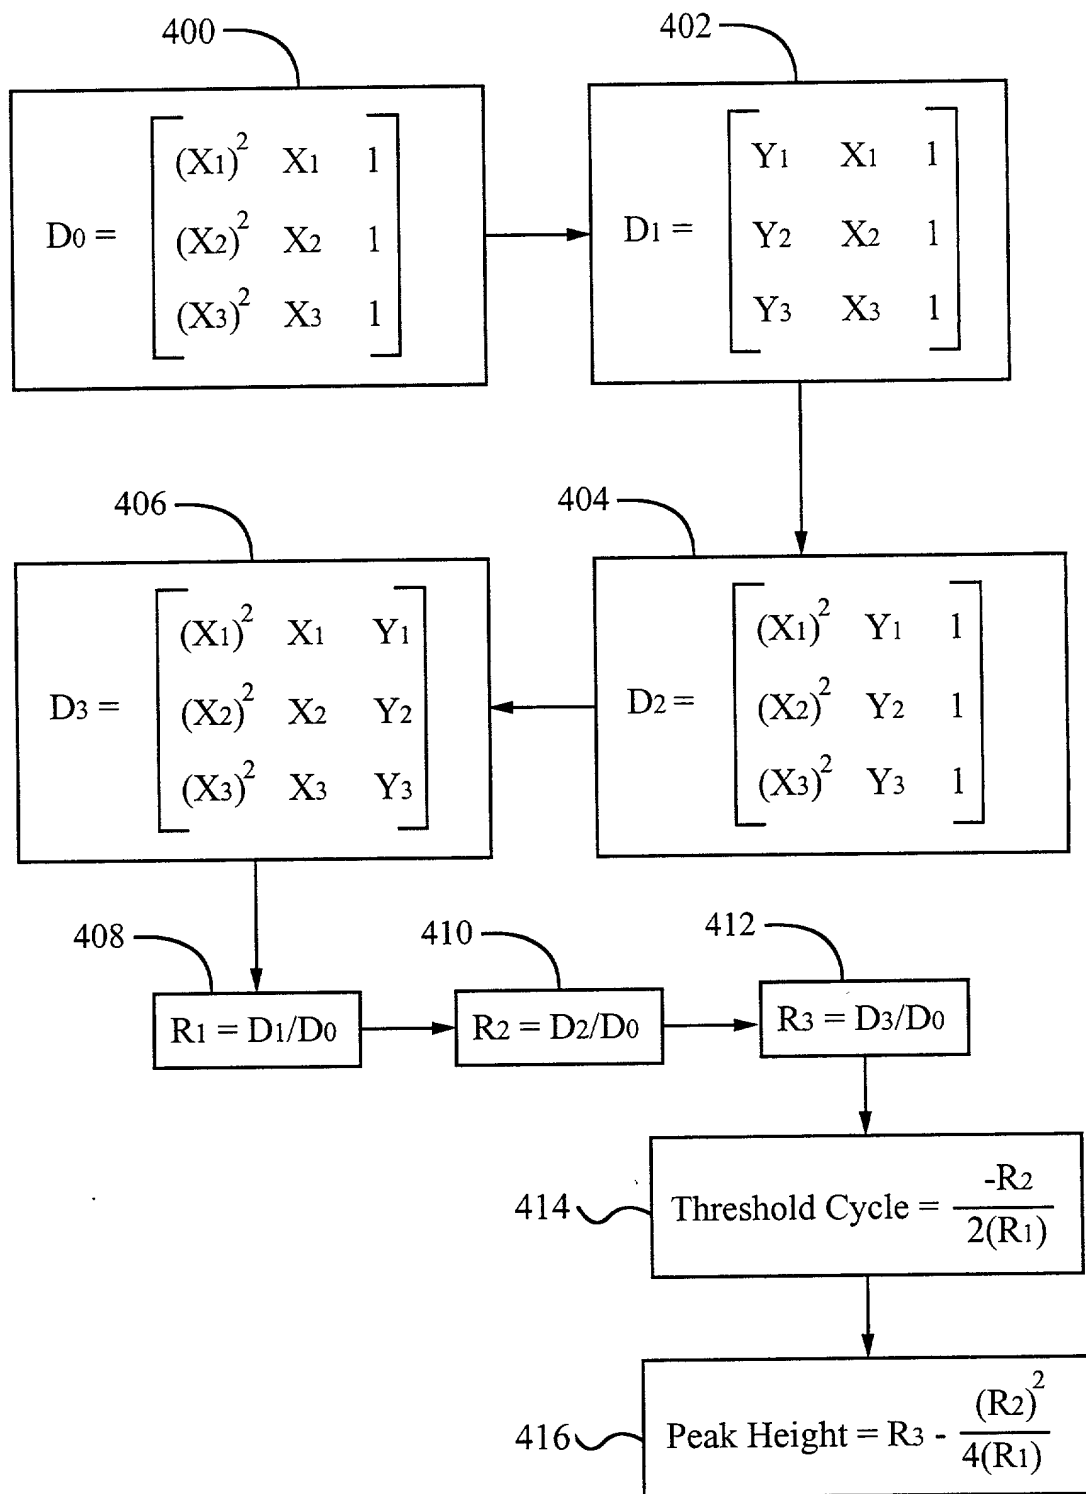 400
D0 =
(X1)² X1 1
(X2)² X2 1
(X3)² X3 1
402
D1 =
Y1 X1 1
Y2 X2 1
Y3 X3 1
404
D2 =
(X1)² Y1 1
(X2)² Y2 1
(X3)² Y3 1
406
D3 =
(X1)² X1 Y1
(X2)² X2 Y2
(X3)² X3 Y3
408
R1 = D1/D0
410
R2 = D2/D0
412
R3 = D3/D0
414
Threshold Cycle = -R2 / 2(R1)
416
Peak Height = R3 - (R2)² / 4(R1)